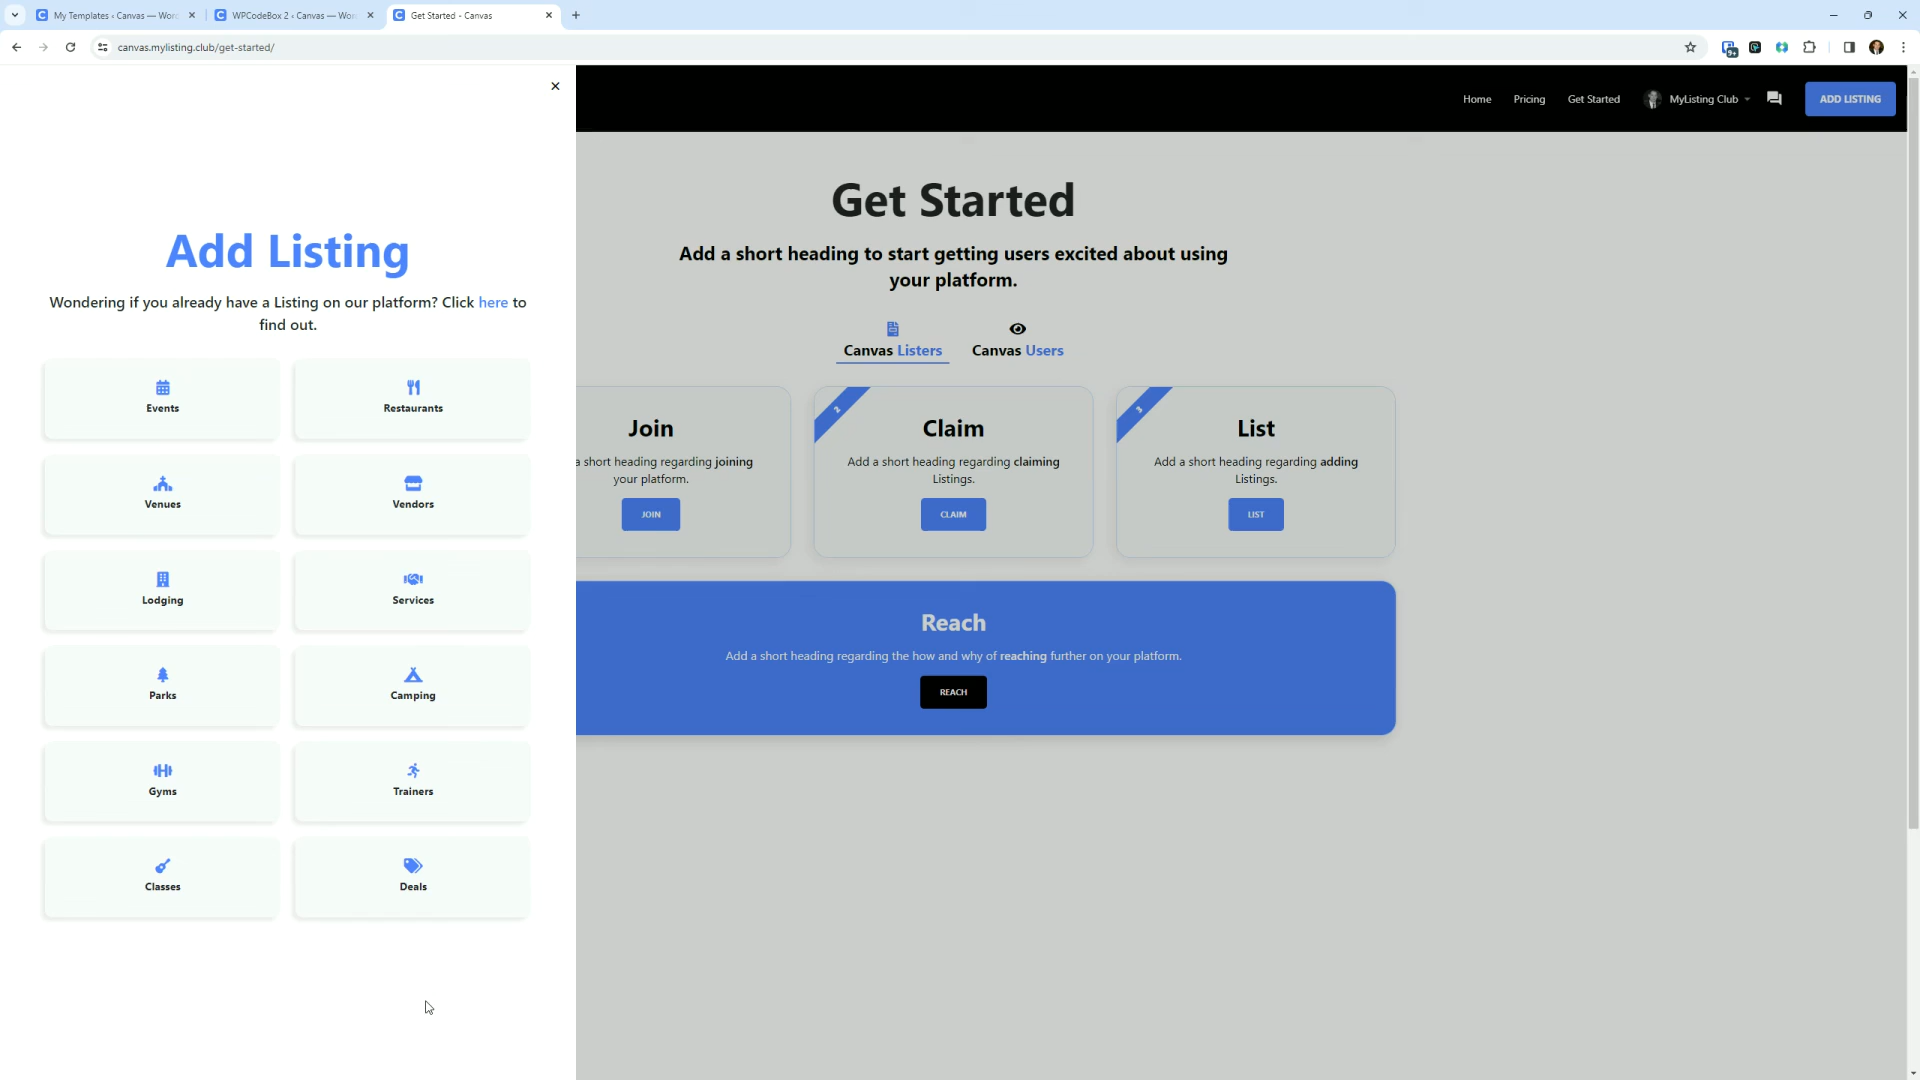 My Templates ‹ Canvas — Worc
WPCodeBox 2 ‹ Canvas — Wor
Get Started - Canvas
canvas.mylisting.club/get-started/
9+
Home
Pricing
Get Started
MyListing Club
ADD LISTING
Add Listing
Wondering if you already have a Listing on our platform? Click here to
find out.
Events
Restaurants
Venues
Vendors
Lodging
Services
Parks
Camping
Gyms
Trainers
Classes
Deals
Get Started
Add a short heading to start getting users excited about using
your platform.
Canvas Listers
Canvas Users
Join
a short heading regarding joining
your platform.
JOIN
2
Claim
Add a short heading regarding claiming
Listings.
CLAIM
3
List
Add a short heading regarding adding
Listings.
LIST
Reach
Add a short heading regarding the how and why of reaching further on your platform.
REACH